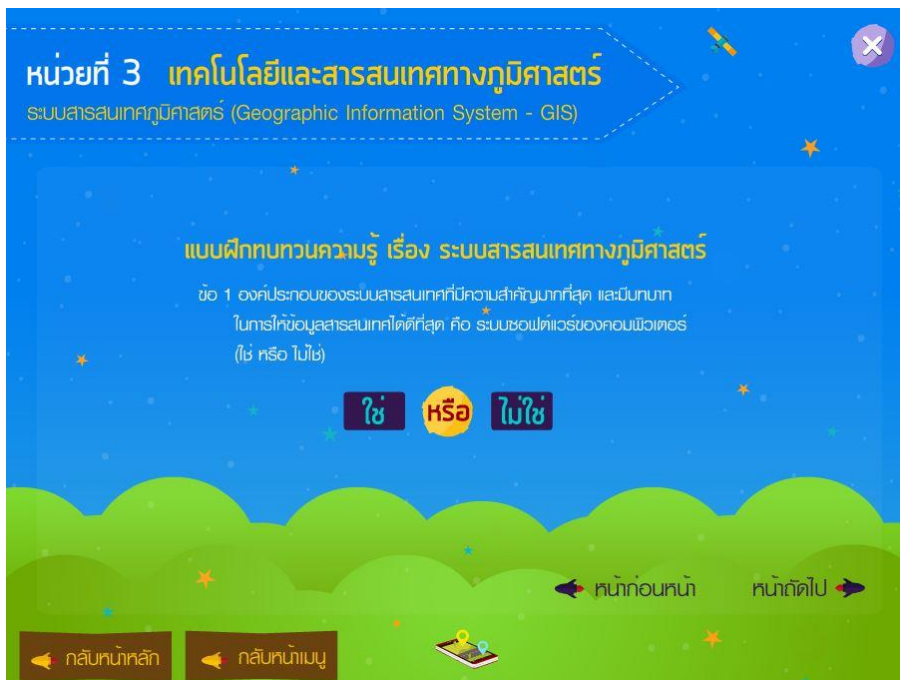 หน่วยที่ 3 เทคโนโลยีและสารสนเทศทางภูมิศาสตร์
ระบบสารสนเทศภูมิศาสตร์ (Geographic Information System - GIS)
แบบฝึกทบทวนความรู้ เรื่อง ระบบสารสนเทศทางภูมิศาสตร์
ข้อ 1 องค์ประกอบของระบบสารสนเทศที่มีความสำคัญมากที่สุด และมีบทบาท
ในการให้ข้อมูลสารสนเทศได้ดีที่สุด คือ ระบบซอฟต์แวร์ของคอมพิวเตอร์
(ใช่ หรือ ไม่ใช่)
ใช่ หรือ ไม่ใช่
หน้าก่อนหน้า หน้าถัดไป
กลับหน้าหลัก กลับหน้าเมนู